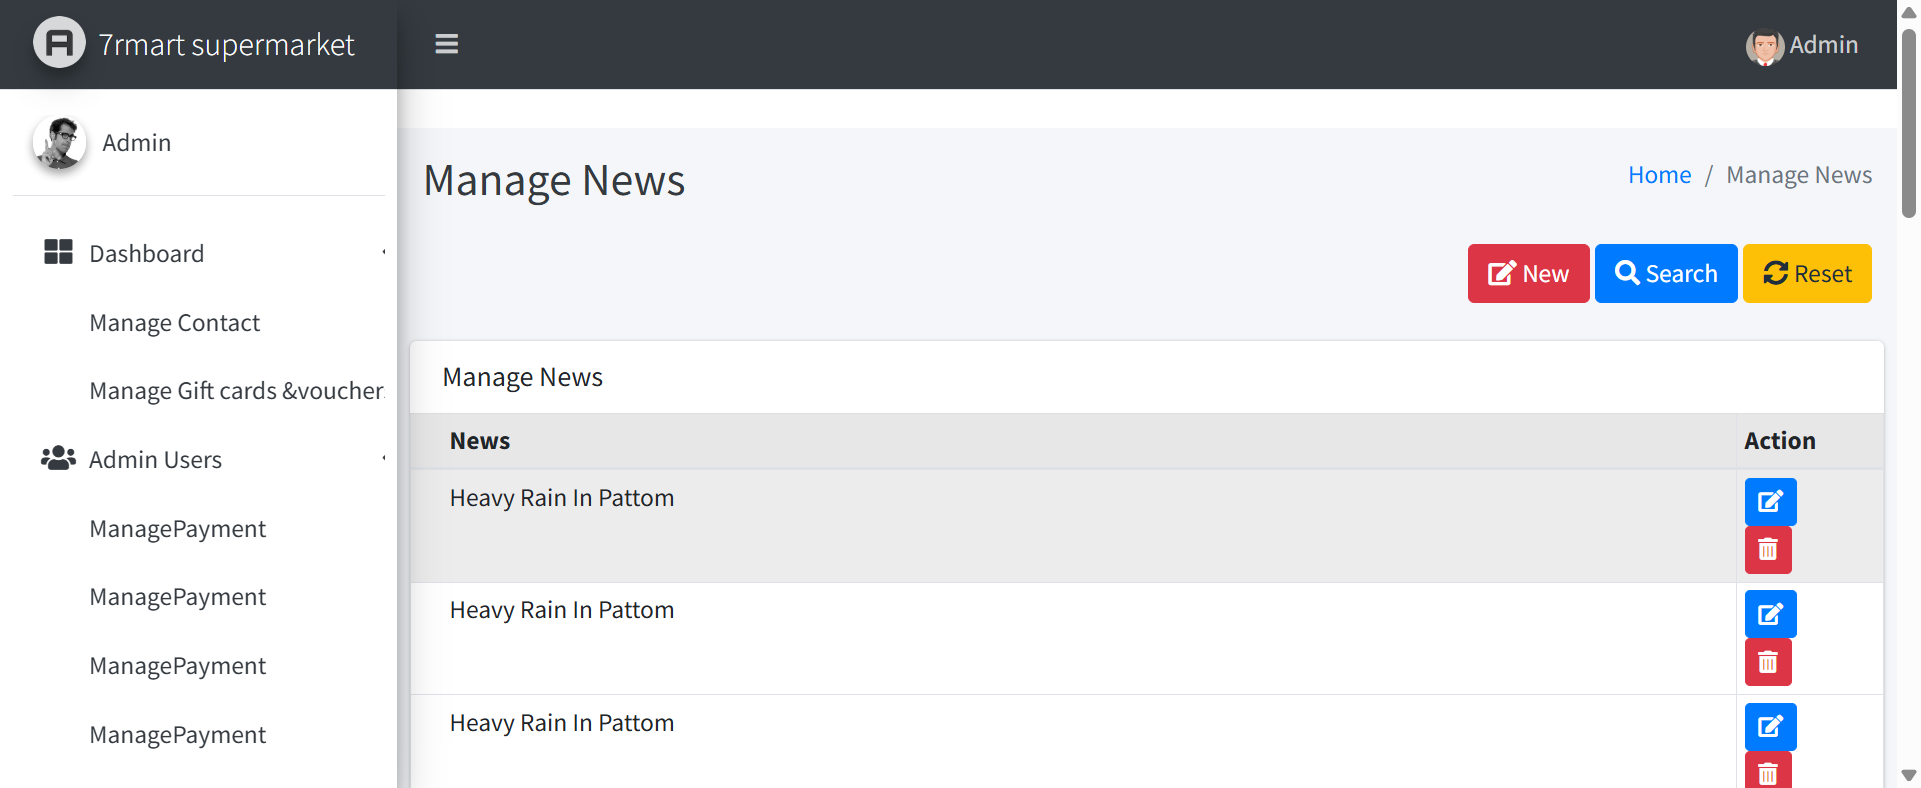 7rmart supermarket
Admin
Admin
Manage News
Home / Manage News
Dashboard
New
Search
Reset
Manage Contact
Manage Gift cards &voucher
Manage News
News
Action
Admin Users
Heavy Rain In Pattom
ManagePayment
ManagePayment
Heavy Rain In Pattom
ManagePayment
Heavy Rain In Pattom
ManagePayment